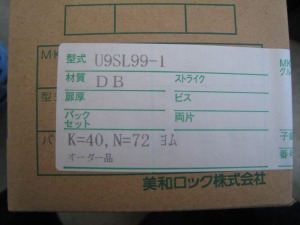 型式 U9SL99-1
材質 DB ストライク
扉厚 ビス
バックセット 両片
K=40,N=72 ヨム
オーダー品
美和ロック株式会社